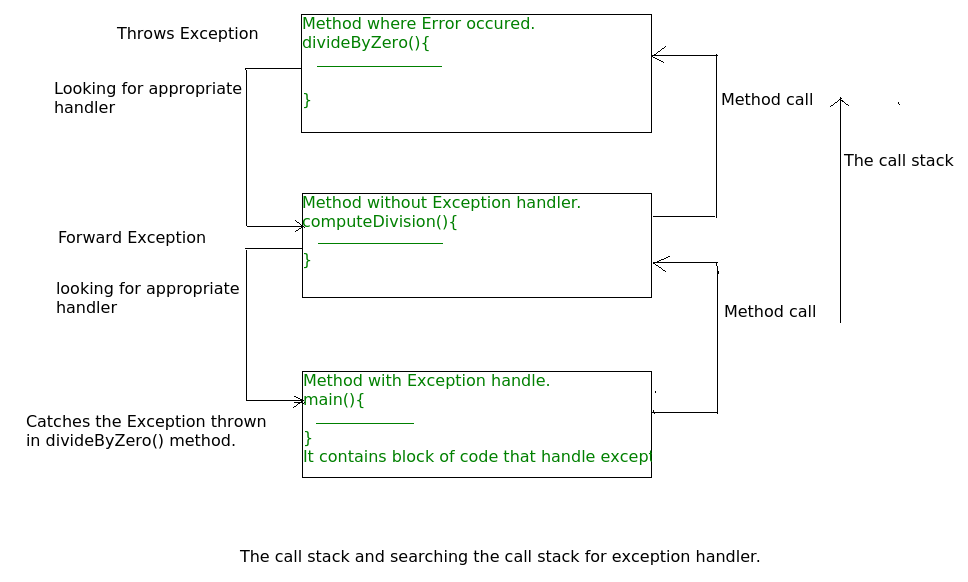 Method where Error occured.
divideByZero(){
}
Throws Exception
Looking for appropriate
handler
Method call
The call stack
Method without Exception handler.
computeDivision(){
}
Forward Exception
looking for appropriate
handler
Method call
Method with Exception handle.
main(){
}
It contains block of code that handle except
Catches the Exception thrown
in divideByZero() method.
The call stack and searching the call stack for exception handler.